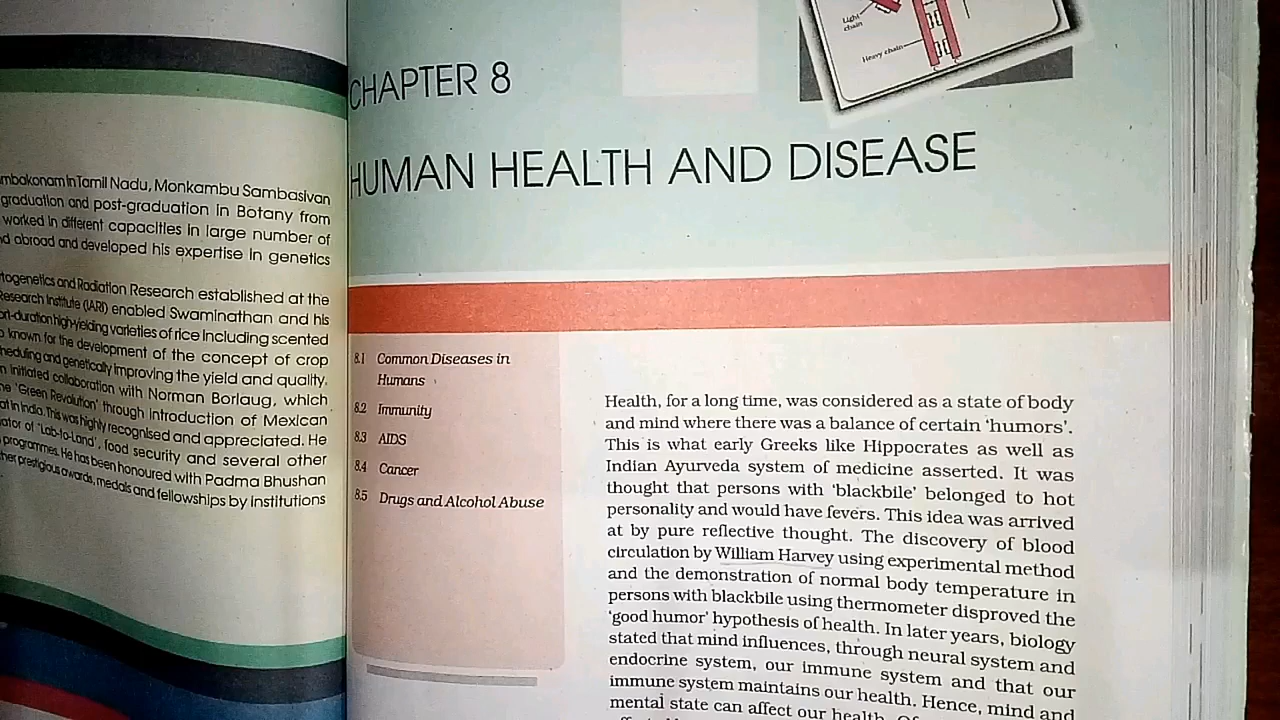 mbakonam in Tamil Nadu, Monkambu Sambasivan
graduation and post-graduation in Botany from
worked in different capacities in large number of
d abroad and developed his expertise in genetics
togenetics and Radiation Research established at the
Research Institute (IARI) enabled Swaminathan and his
ort-duration high-yielding varieties of rice including scented
known for the development of the concept of crop
heduling and genetically improving the yield and quality.
initiated collaboration with Norman Borlaug, which
'Green Revolution' through introduction of Mexican
at in India. This was highly recognised and appreciated. He
ator of 'Lab-to-Land', food security and several other
programmes. He has been honoured with Padma Bhushan
her prestigious awards, medals and fellowships by institutions
Light
chain
Heavy chain
CHAPTER 8
HUMAN HEALTH AND DISEASE
8.1 Common Diseases in
Humans
8.2 Immunity
8.3 AIDS
8.4 Cancer
8.5 Drugs and Alcohol Abuse
Health, for a long time, was considered as a state of body
and mind where there was a balance of certain 'humors'.
This is what early Greeks like Hippocrates as well as
Indian Ayurveda system of medicine asserted. It was
thought that persons with 'blackbile' belonged to hot
personality and would have fevers. This idea was arrived
at by pure reflective thought. The discovery of blood
circulation by William Harvey using experimental method
and the demonstration of normal body temperature in
persons with blackbile using thermometer disproved the
'good humor' hypothesis of health. In later years, biology
stated that mind influences, through neural system and
endocrine system, our immune system and that our
immune system maintains our health. Hence, mind and
mental state can affect our health.